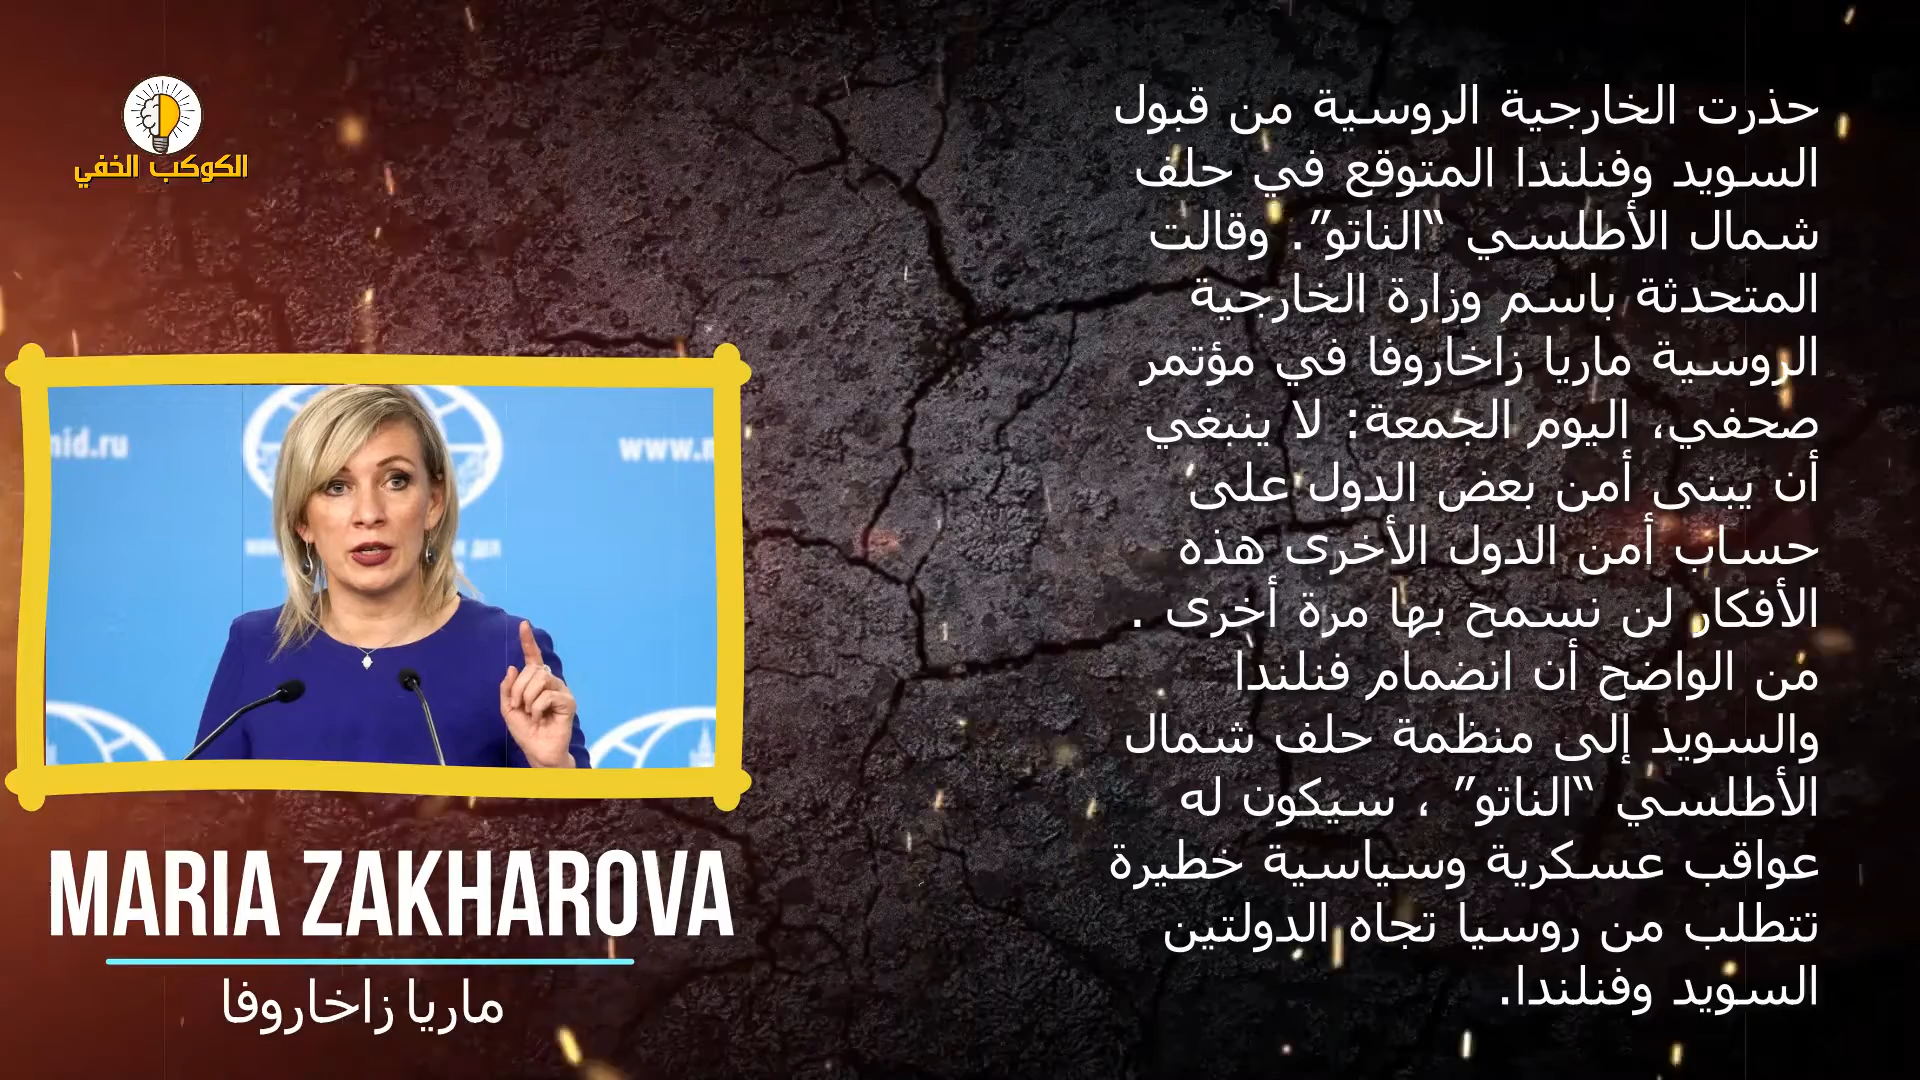 الكوكب الخفي
حذرت الخارجية الروسية من قبول
السويد وفنلندا المتوقع في حلف
شمال الأطلسي “الناتو”. وقالت
المتحدثة باسم وزارة الخارجية
الروسية ماريا زاخاروفا في مؤتمر
صحفي، اليوم الجمعة: لا ينبغي
أن يبنى أمن بعض الدول على
حساب أمن الدول الأخرى هذه
الأفكار لن نسمح بها مرة أخرى .
من الواضح أن انضمام فنلندا
والسويد إلى منظمة حلف شمال
الأطلسي “الناتو” ، سيكون له
عواقب عسكرية وسياسية خطيرة
تتطلب من روسيا تجاه الدولتين
السويد وفنلندا.
mid.ru
www.m
MARIA ZAKHAROVA
ماريا زاخاروفا